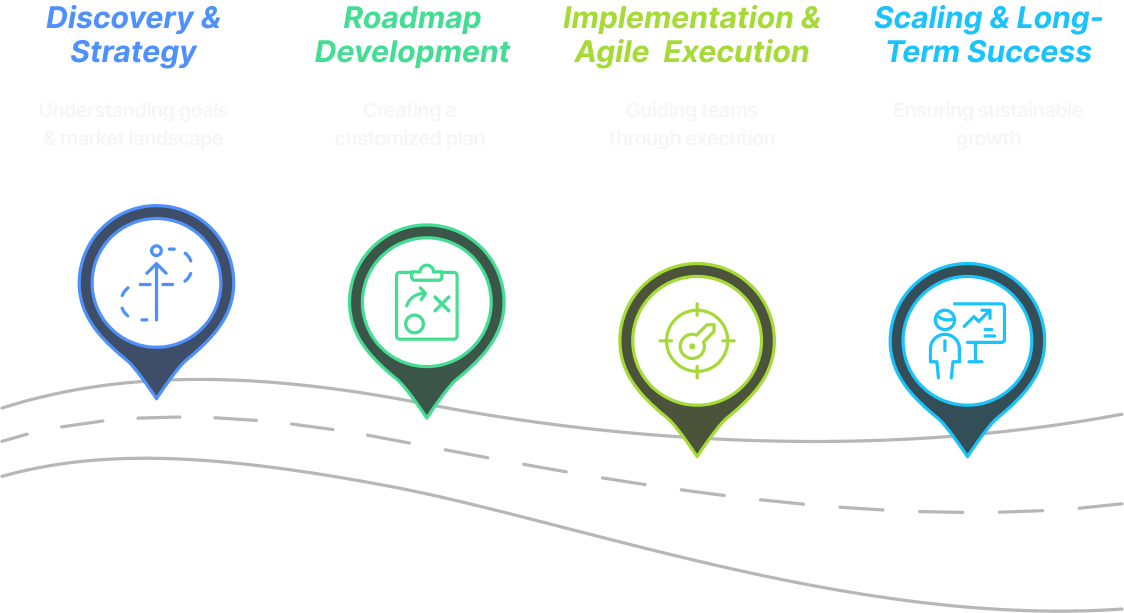 Discovery &
Strategy
Understanding goals
& market landscape
Roadmap
Development
Creating a
customized plan
Implementation &
Agile Execution
Guiding teams
through execution
Scaling & Long-
Term Success
Ensuring sustainable
growth